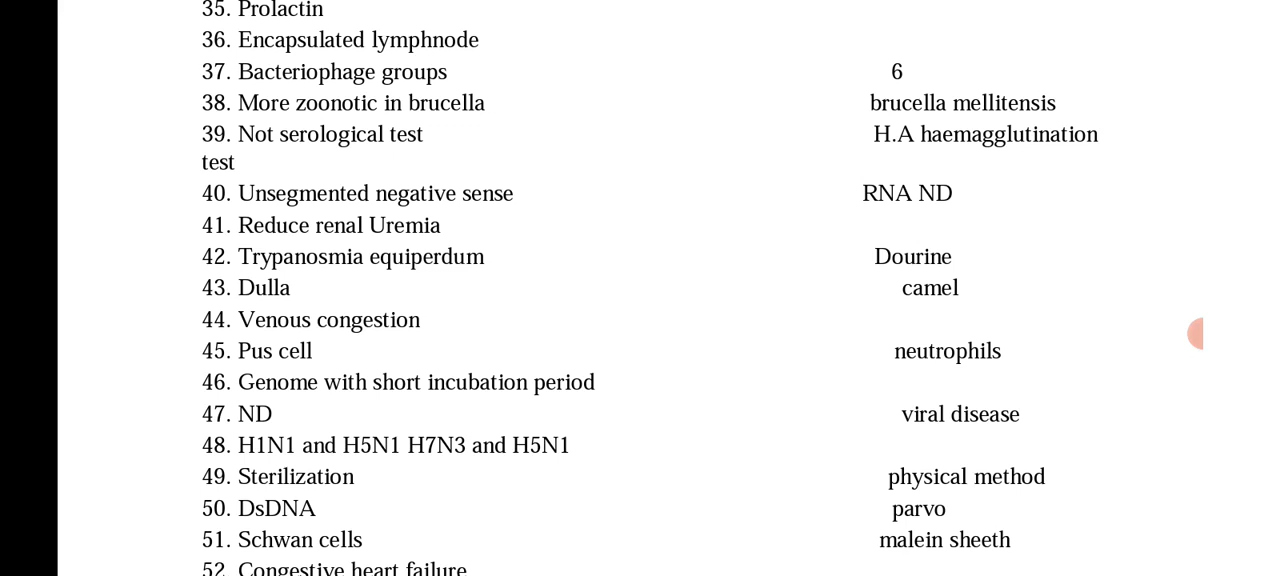 35. Prolactin
36. Encapsulated lymphnode
37. Bacteriophage groups 6
38. More zoonotic in brucella brucella mellitensis
39. Not serological test H.A haemagglutination
test
40. Unsegmented negative sense RNA ND
41. Reduce renal Uremia
42. Trypanosmia equiperdum Dourine
43. Dulla camel
44. Venous congestion
45. Pus cell neutrophils
46. Genome with short incubation period
47. ND viral disease
48. H1N1 and H5N1 H7N3 and H5N1
49. Sterilization physical method
50. DsDNA parvo
51. Schwan cells malein sheeth
52. Congestive heart failure